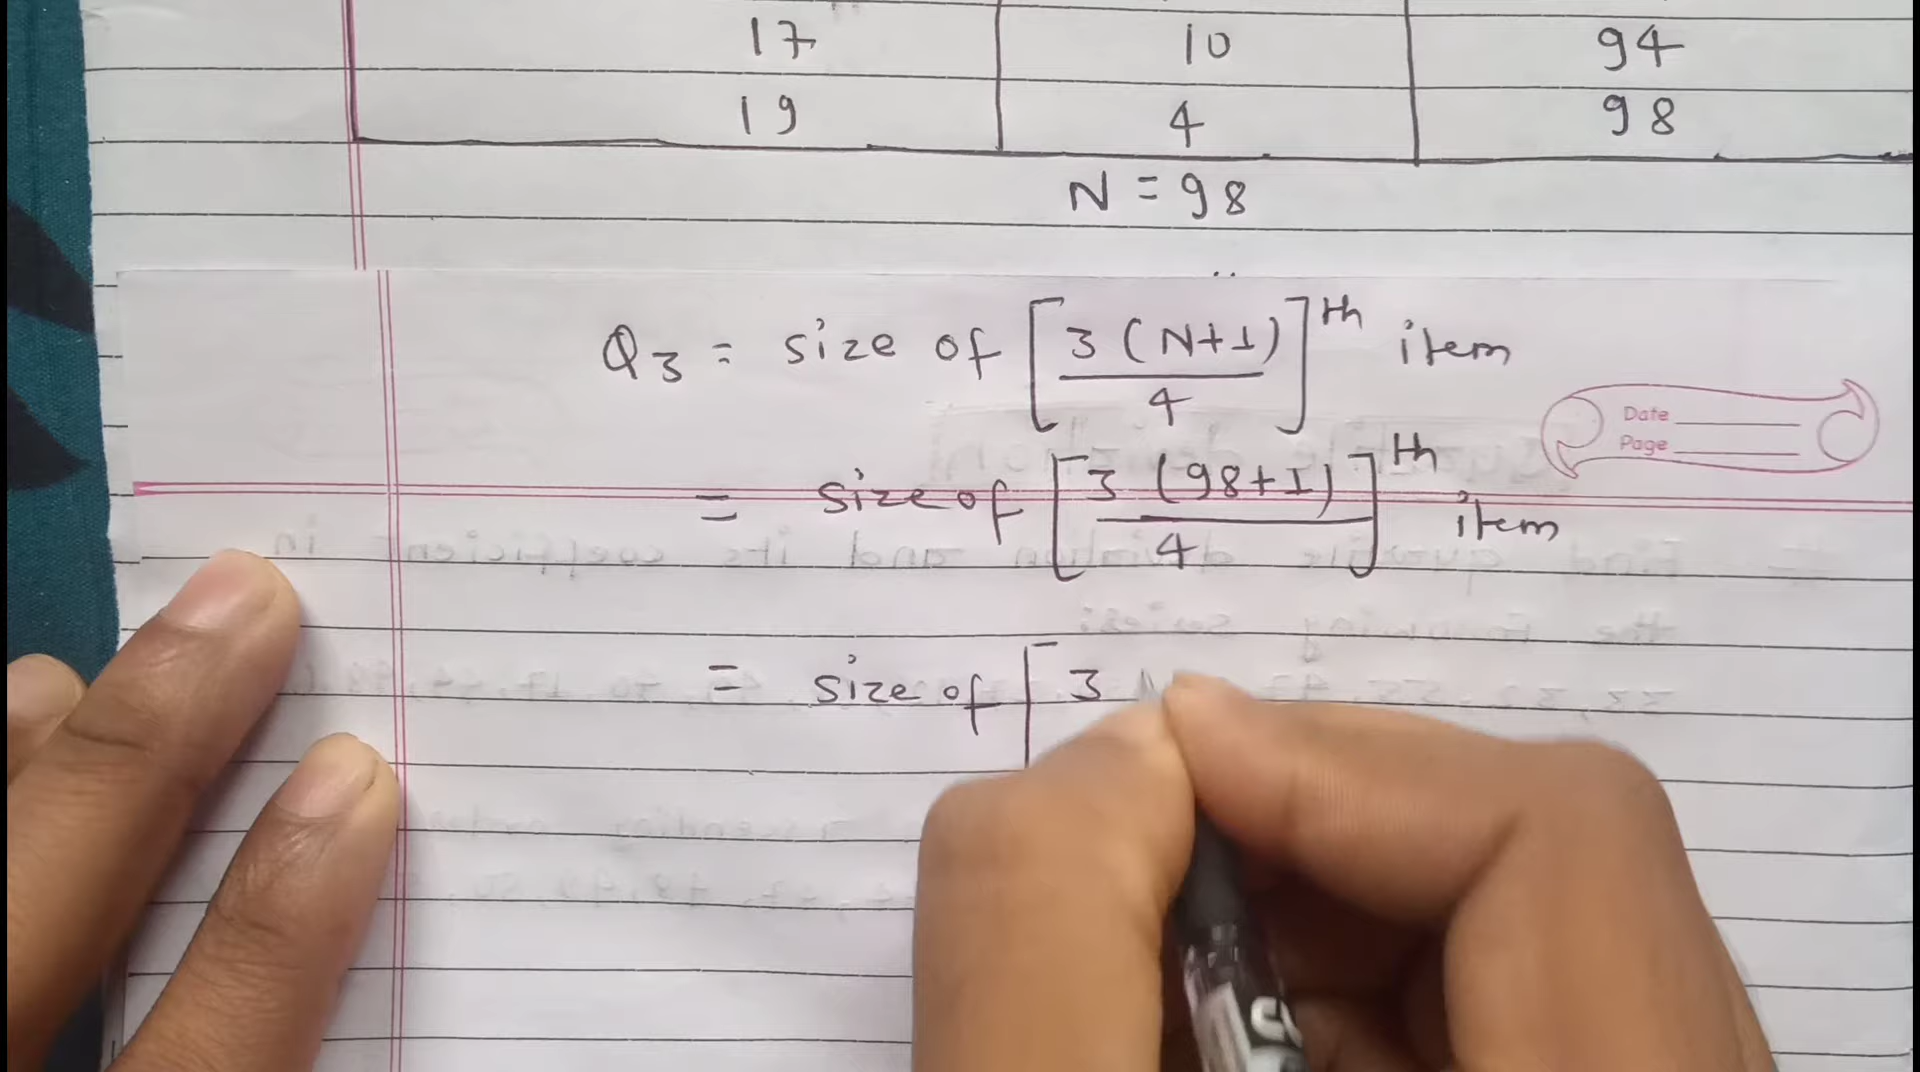 17 10 94
19 4 98
N = 98
Q3 = size of [3 (N+1) / 4]th item
Date
Page
= size of [3 (98+1) / 4]th item
= size of [3